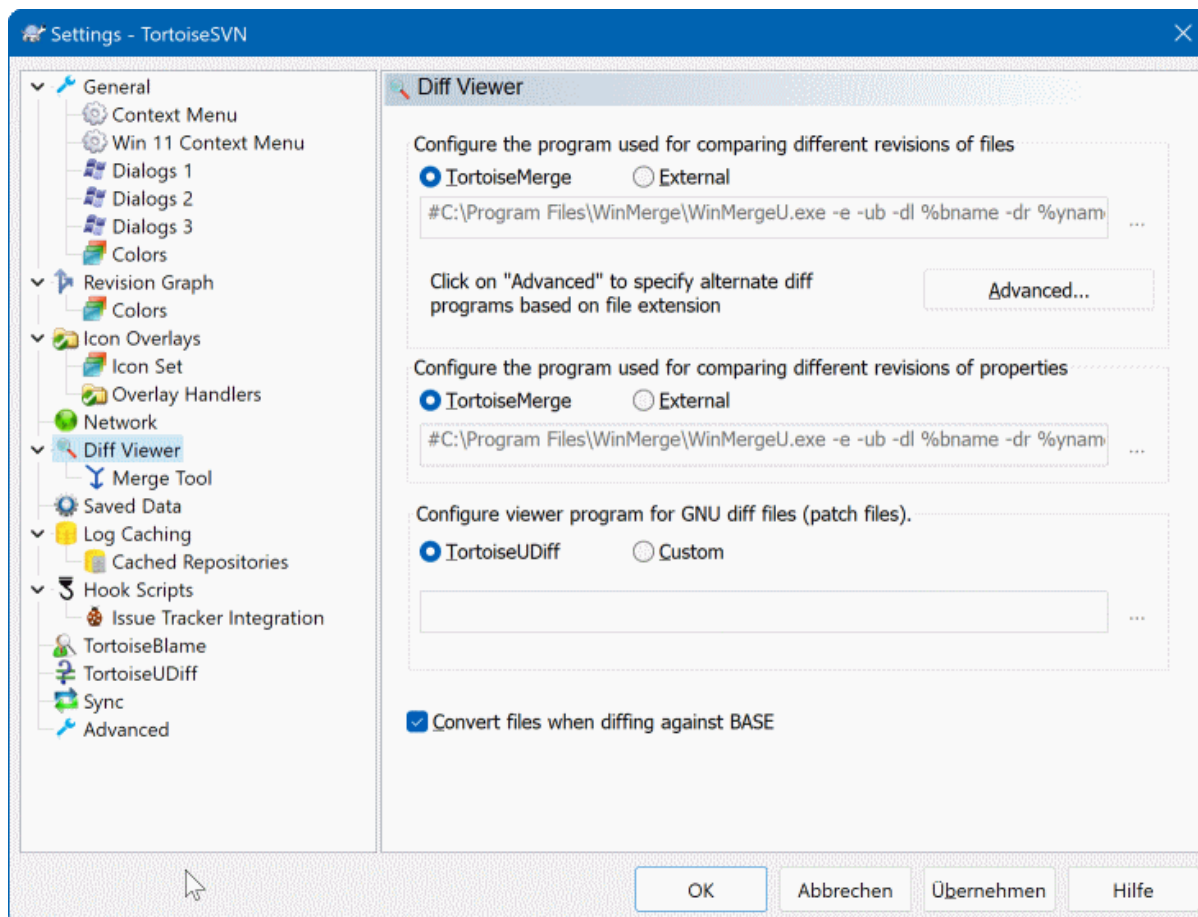 Settings - TortoiseSVN
General
Context Menu
Win 11 Context Menu
Dialogs 1
Dialogs 2
Dialogs 3
Colors
Revision Graph
Colors
Icon Overlays
Icon Set
Overlay Handlers
Network
Diff Viewer
Merge Tool
Saved Data
Log Caching
Cached Repositories
Hook Scripts
Issue Tracker Integration
TortoiseBlame
TortoiseUDiff
Sync
Advanced
Diff Viewer
Configure the program used for comparing different revisions of files
TortoiseMerge External
#C:\Program Files\WinMerge\WinMergeU.exe -e -ub -dl %bname -dr %ynam ...
Click on "Advanced" to specify alternate diff
programs based on file extension
Advanced...
Configure the program used for comparing different revisions of properties
TortoiseMerge External
#C:\Program Files\WinMerge\WinMergeU.exe -e -ub -dl %bname -dr %ynam ...
Configure viewer program for GNU diff files (patch files).
TortoiseUDiff Custom
...
Convert files when diffing against BASE
OK Abbrechen Übernehmen Hilfe